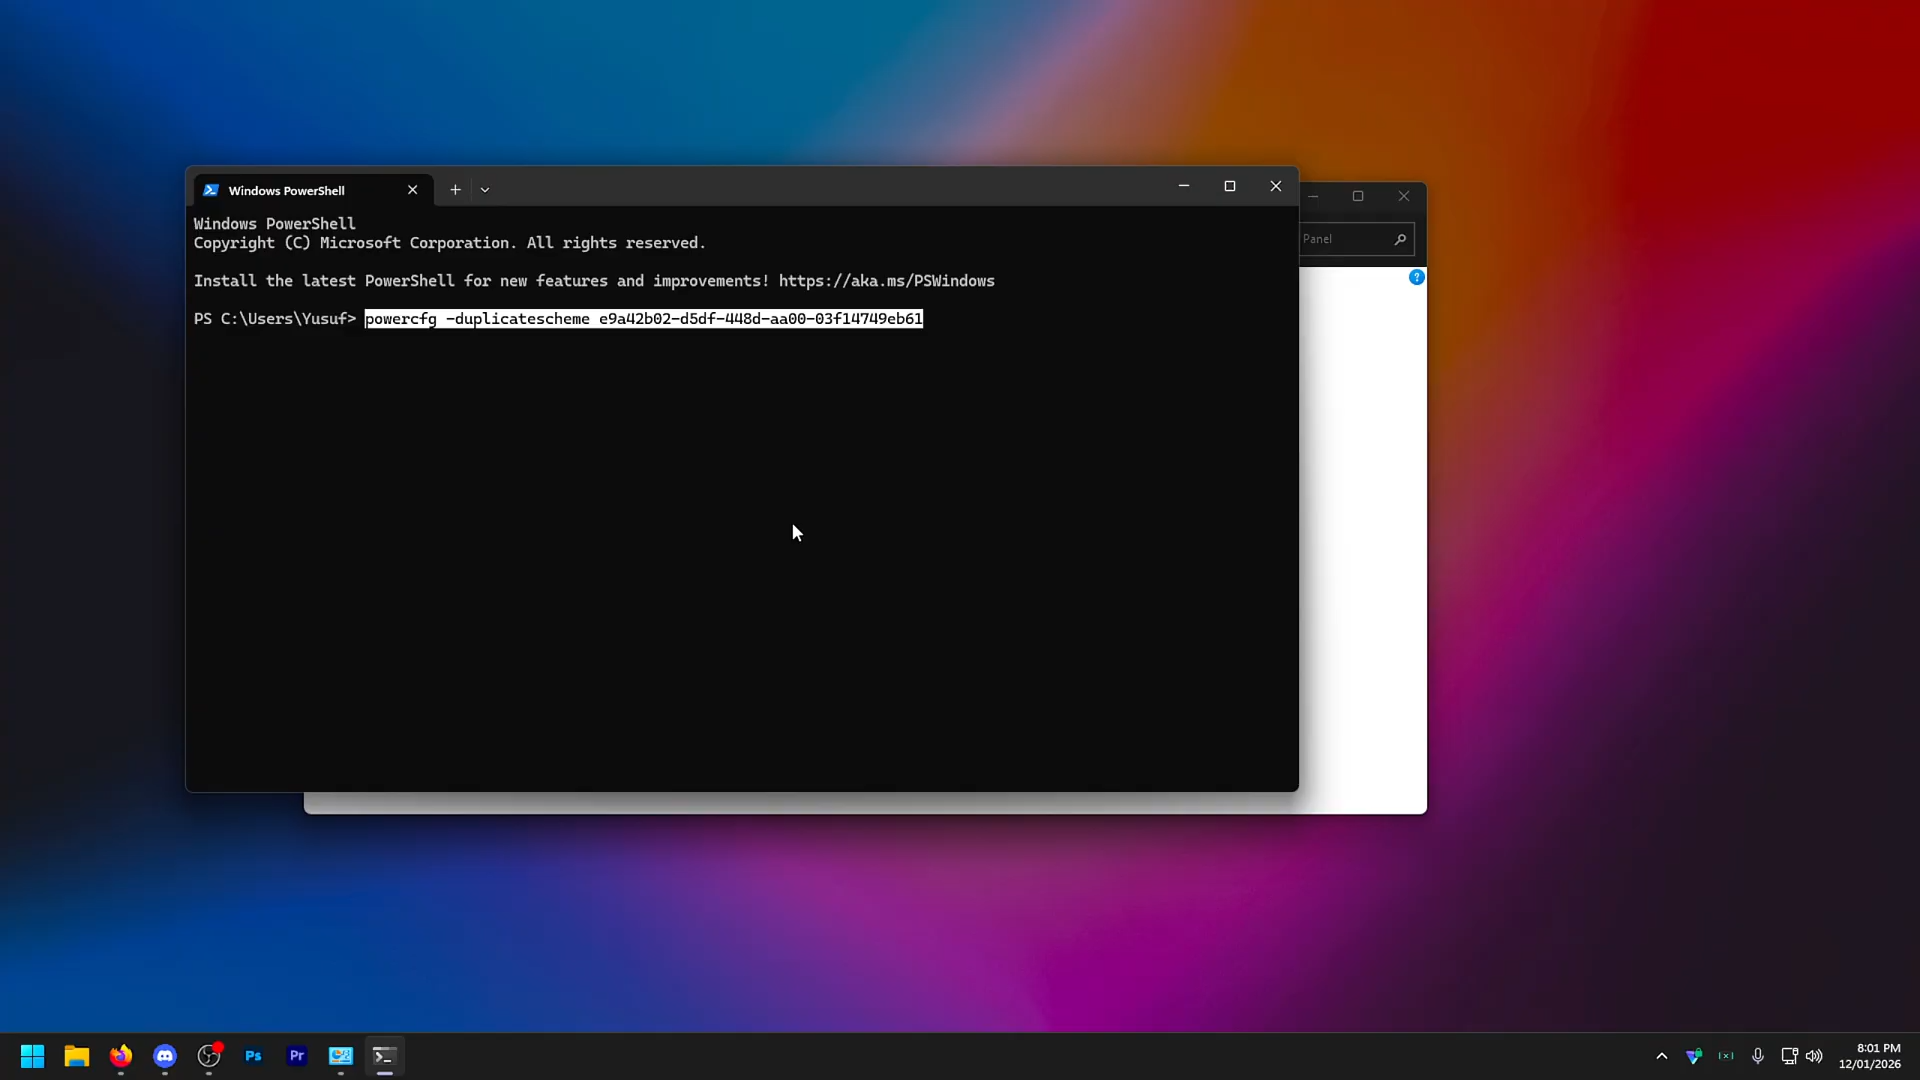 Windows PowerShell
Windows PowerShell
Copyright (C) Microsoft Corporation. All rights reserved.
Install the latest PowerShell for new features and improvements! https://aka.ms/PSWindows
PS C:\Users\Yusuf> powercfg -duplicatescheme e9a42b02-d5df-448d-aa00-03f14749eb61
Panel
?
Ps
Pr
8:01 PM
12/01/2026